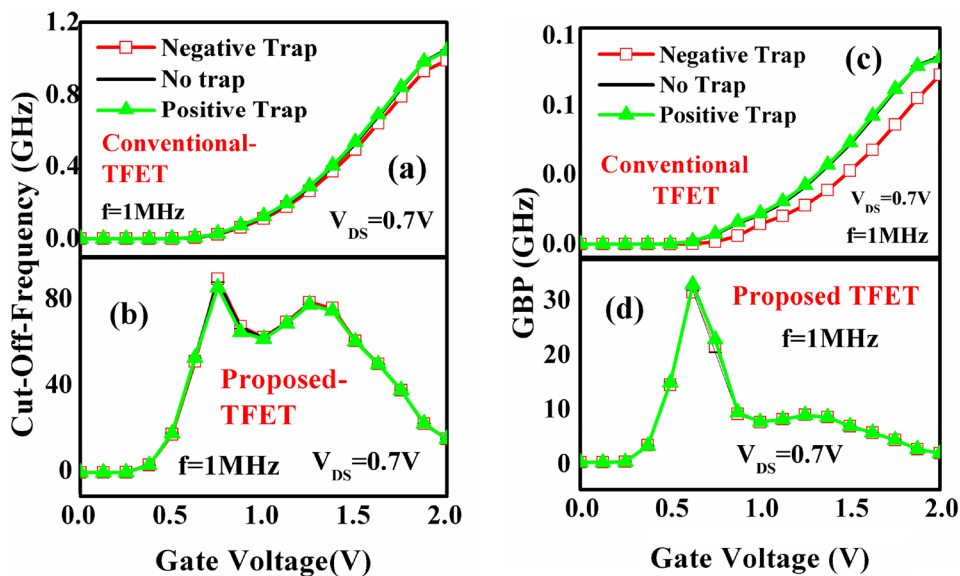 Cut-Off-Frequency (GHz)
1.2
0.8
0.4
0.0
Negative Trap
No trap
Positive Trap
Conventional-
TFET
(a)
f=1MHz
VDS=0.7V
80
40
0
(b)
Proposed-
TFET
f=1MHz
VDS=0.7V
0.0 0.5 1.0 1.5 2.0
Gate Voltage(V)
GBP (GHz)
0.1
0.1
0.0
0.0
Negative Trap
No Trap
Positive Trap
(c)
Conventional
TFET
VDS=0.7V
f=1MHz
30
20
10
0
Proposed TFET
(d)
f=1MHz
VDS=0.7V
0.0 0.5 1.0 1.5 2.0
Gate Voltage (V)